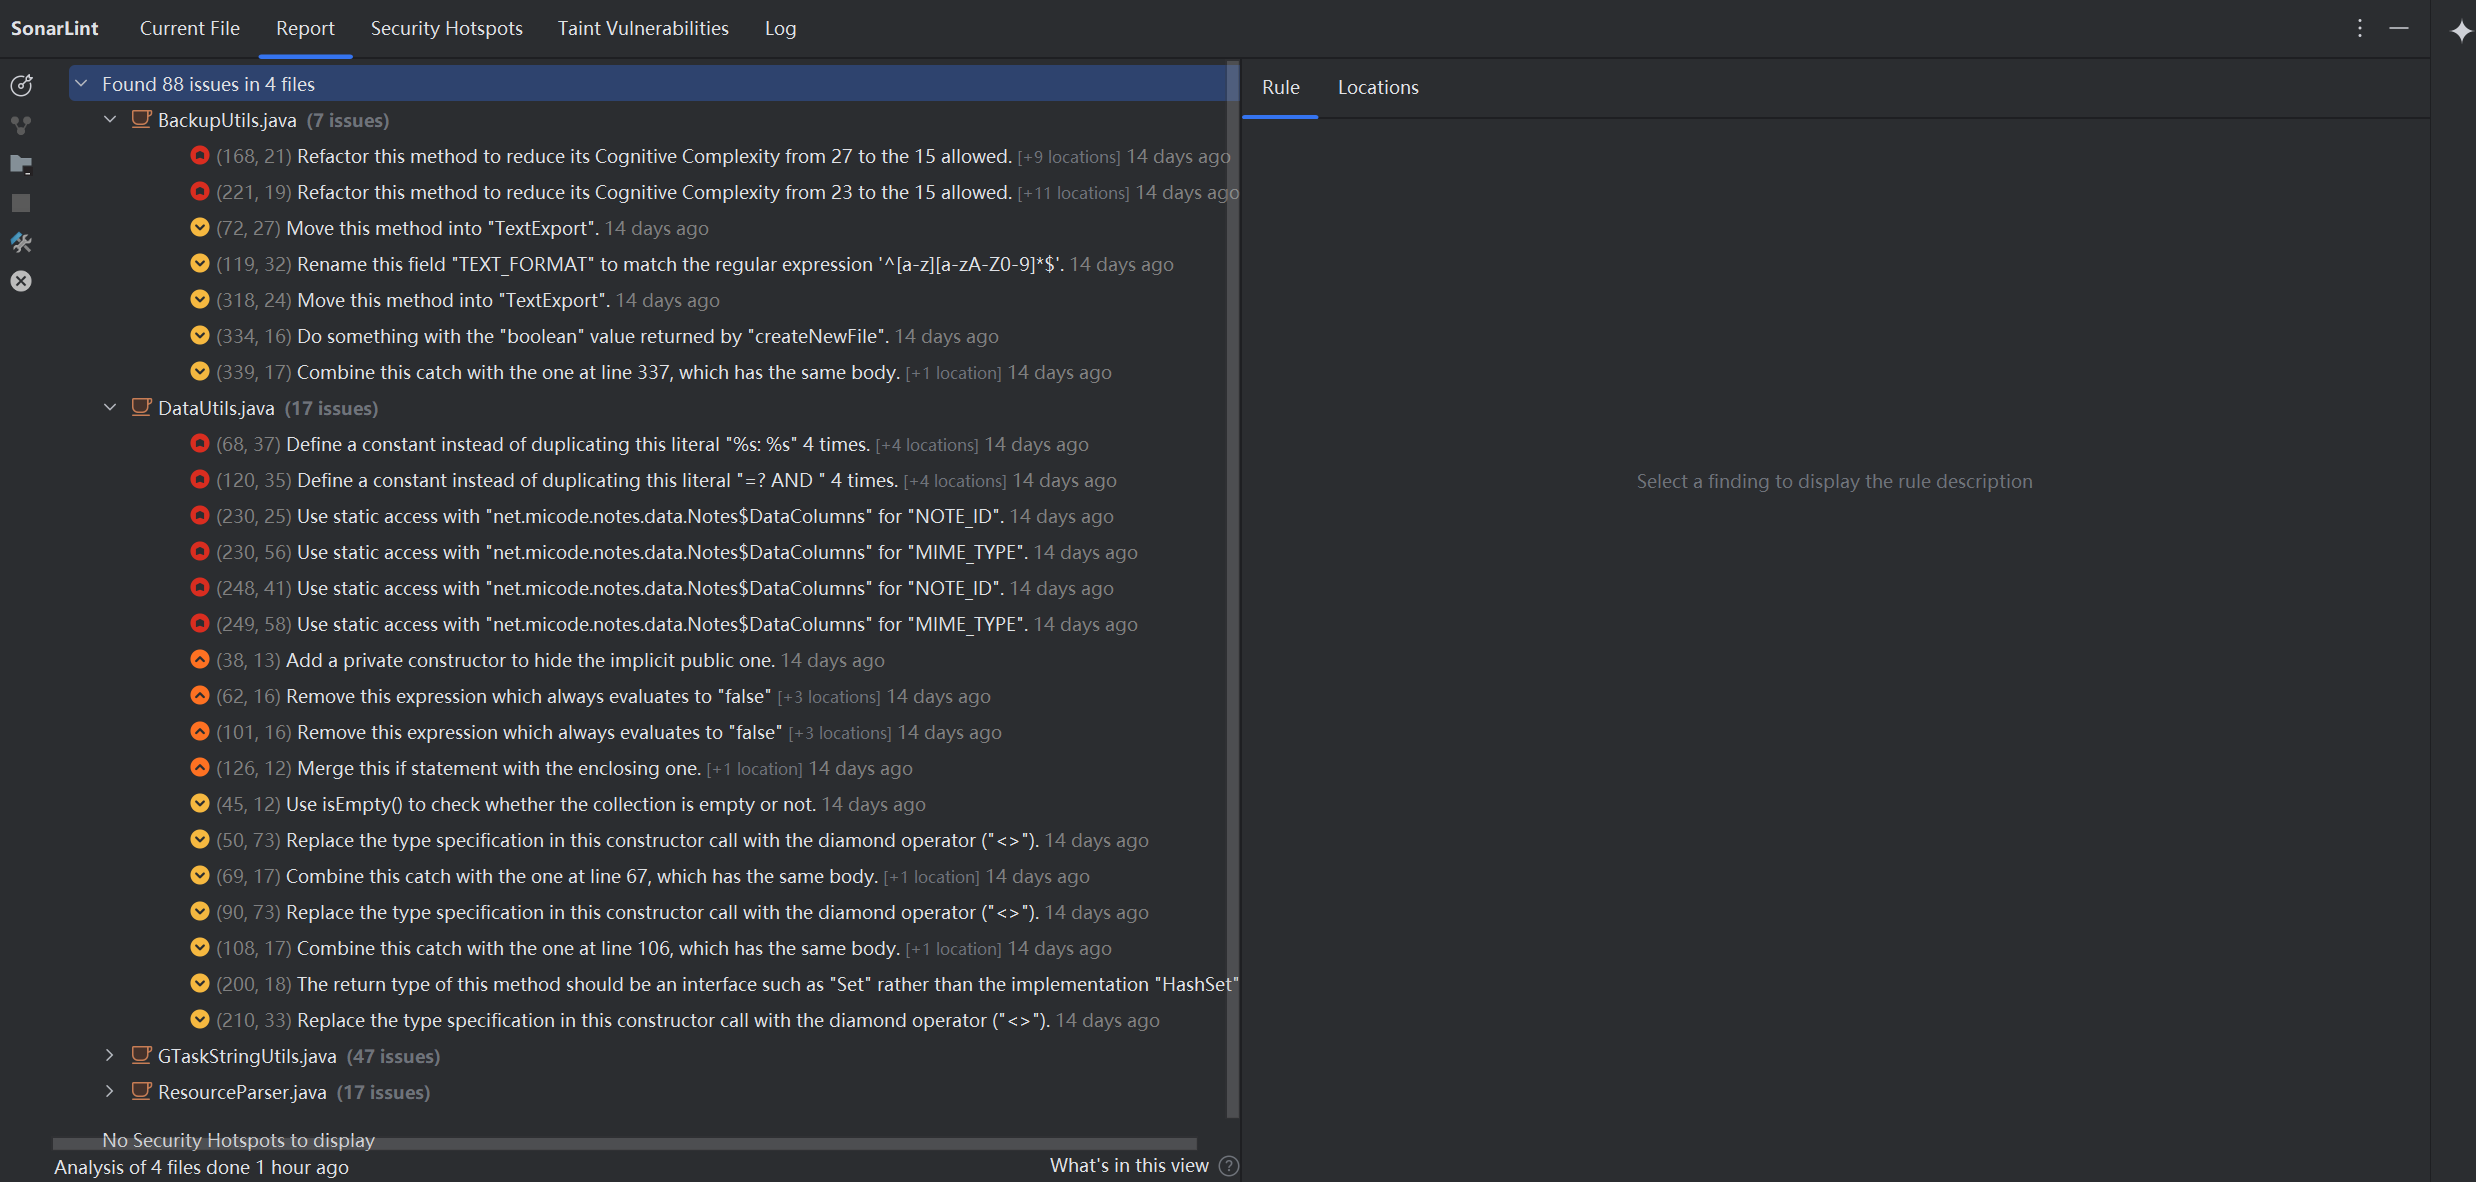 SonarLint Current File Report Security Hotspots Taint Vulnerabilities Log
Found 88 issues in 4 files
BackupUtils.java (7 issues)
(168, 21) Refactor this method to reduce its Cognitive Complexity from 27 to the 15 allowed. [+9 locations] 14 days ago
(221, 19) Refactor this method to reduce its Cognitive Complexity from 23 to the 15 allowed. [+11 locations] 14 days ago
(72, 27) Move this method into "TextExport". 14 days ago
(119, 32) Rename this field "TEXT_FORMAT" to match the regular expression '^[a-z][a-zA-Z0-9]*$'. 14 days ago
(318, 24) Move this method into "TextExport". 14 days ago
(334, 16) Do something with the "boolean" value returned by "createNewFile". 14 days ago
(339, 17) Combine this catch with the one at line 337, which has the same body. [+1 location] 14 days ago
DataUtils.java (17 issues)
(68, 37) Define a constant instead of duplicating this literal "%s: %s" 4 times. [+4 locations] 14 days ago
(120, 35) Define a constant instead of duplicating this literal "=? AND " 4 times. [+4 locations] 14 days ago
(230, 25) Use static access with "net.micode.notes.data.Notes$DataColumns" for "NOTE_ID". 14 days ago
(230, 56) Use static access with "net.micode.notes.data.Notes$DataColumns" for "MIME_TYPE". 14 days ago
(248, 41) Use static access with "net.micode.notes.data.Notes$DataColumns" for "NOTE_ID". 14 days ago
(249, 58) Use static access with "net.micode.notes.data.Notes$DataColumns" for "MIME_TYPE". 14 days ago
(38, 13) Add a private constructor to hide the implicit public one. 14 days ago
(62, 16) Remove this expression which always evaluates to "false" [+3 locations] 14 days ago
(101, 16) Remove this expression which always evaluates to "false" [+3 locations] 14 days ago
(126, 12) Merge this if statement with the enclosing one. [+1 location] 14 days ago
(45, 12) Use isEmpty() to check whether the collection is empty or not. 14 days ago
(50, 73) Replace the type specification in this constructor call with the diamond operator ("<>"). 14 days ago
(69, 17) Combine this catch with the one at line 67, which has the same body. [+1 location] 14 days ago
(90, 73) Replace the type specification in this constructor call with the diamond operator ("<>"). 14 days ago
(108, 17) Combine this catch with the one at line 106, which has the same body. [+1 location] 14 days ago
(200, 18) The return type of this method should be an interface such as "Set" rather than the implementation "HashSet"
(210, 33) Replace the type specification in this constructor call with the diamond operator ("<>"). 14 days ago
GTaskStringUtils.java (47 issues)
ResourceParser.java (17 issues)
No Security Hotspots to display
Analysis of 4 files done 1 hour ago
What's in this view ?
Rule Locations
Select a finding to display the rule description